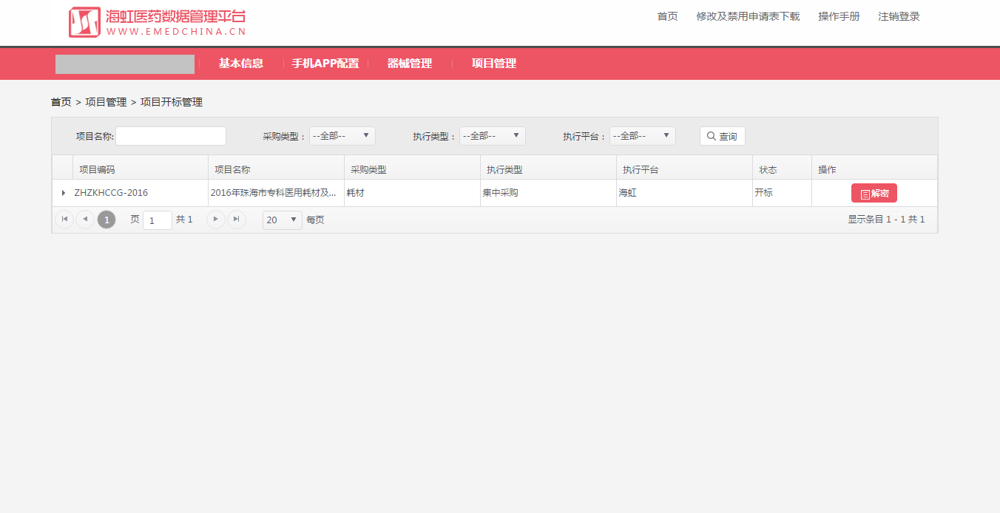 海虹医药数据管理平台
WWW.EMEDCHINA.CN
首页 修改及禁用申请表下载 操作手册 注销登录
基本信息 手机APP配置 器械管理 项目管理
首页 > 项目管理 > 项目开标管理
项目名称: 采购类型： --全部-- 执行类型： --全部-- 执行平台： --全部-- 查询
项目编码 项目名称 采购类型 执行类型 执行平台 状态 操作
ZHZKHCCG-2016 2016年珠海市专科医用耗材及... 耗材 集中采购 海虹 开标 解密
1 页 1 共 1 20 每页 显示条目 1 - 1 共 1